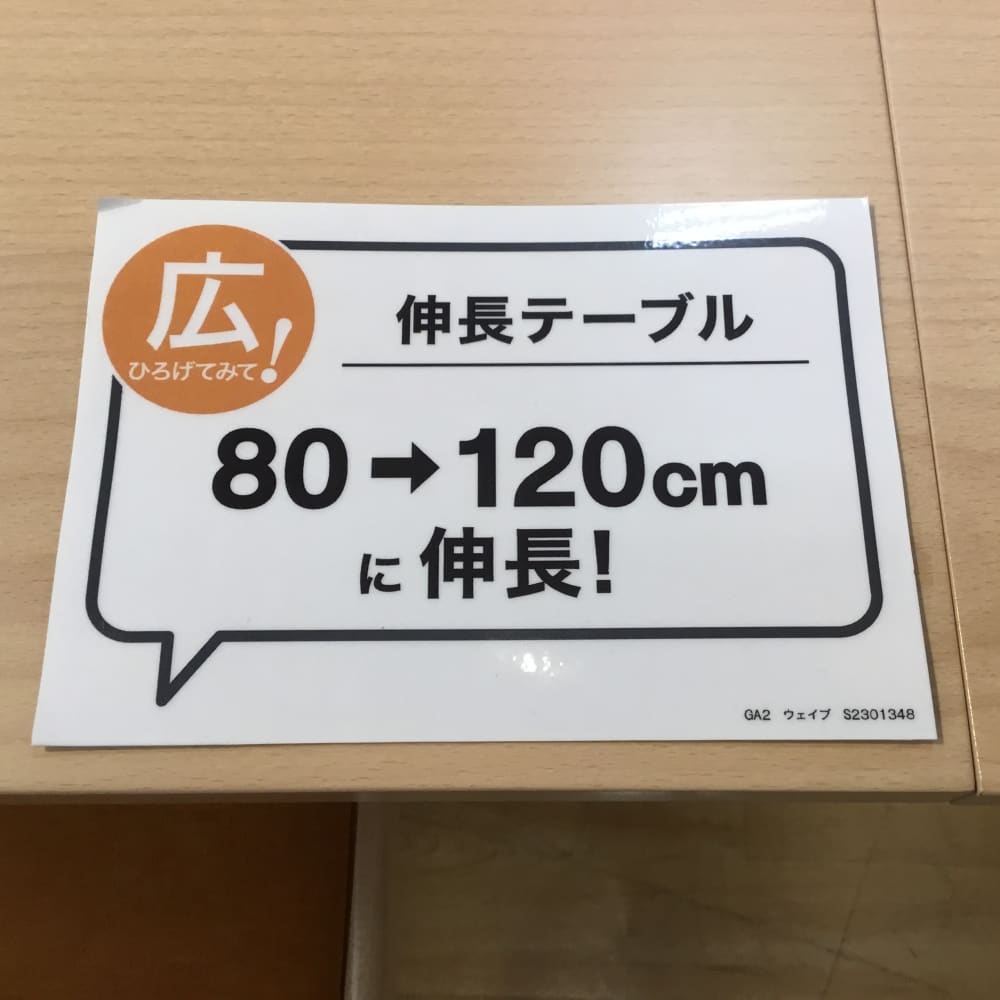 広!
ひろげてみて
伸長テーブル
80→120cm
に伸長!
GA2 ウェイブ S2301348